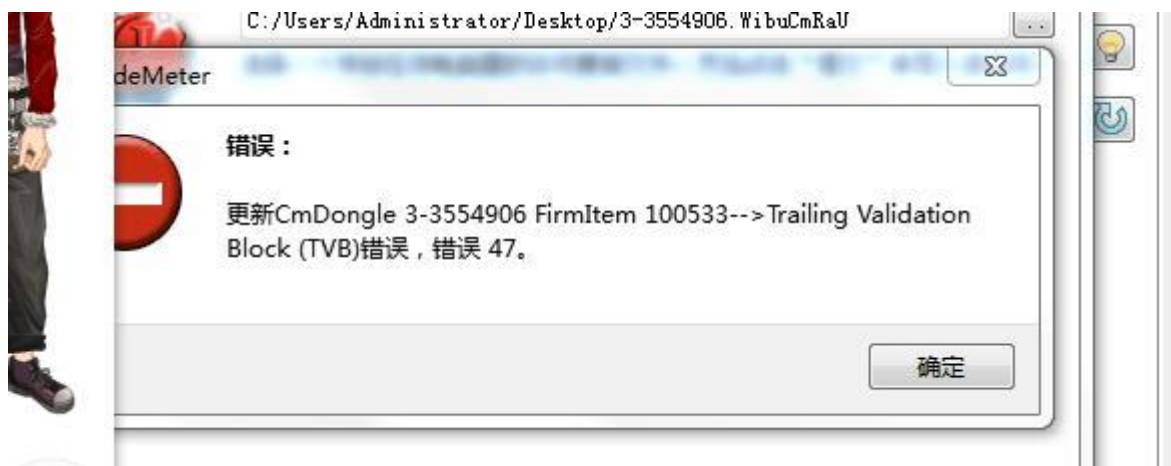 C:/Users/Administrator/Desktop/3-3554906.WibuCmRaU
..
deMeter
错误：
更新CmDongle 3-3554906 FirmItem 100533-->Trailing Validation
Block (TVB)错误，错误 47。
确定